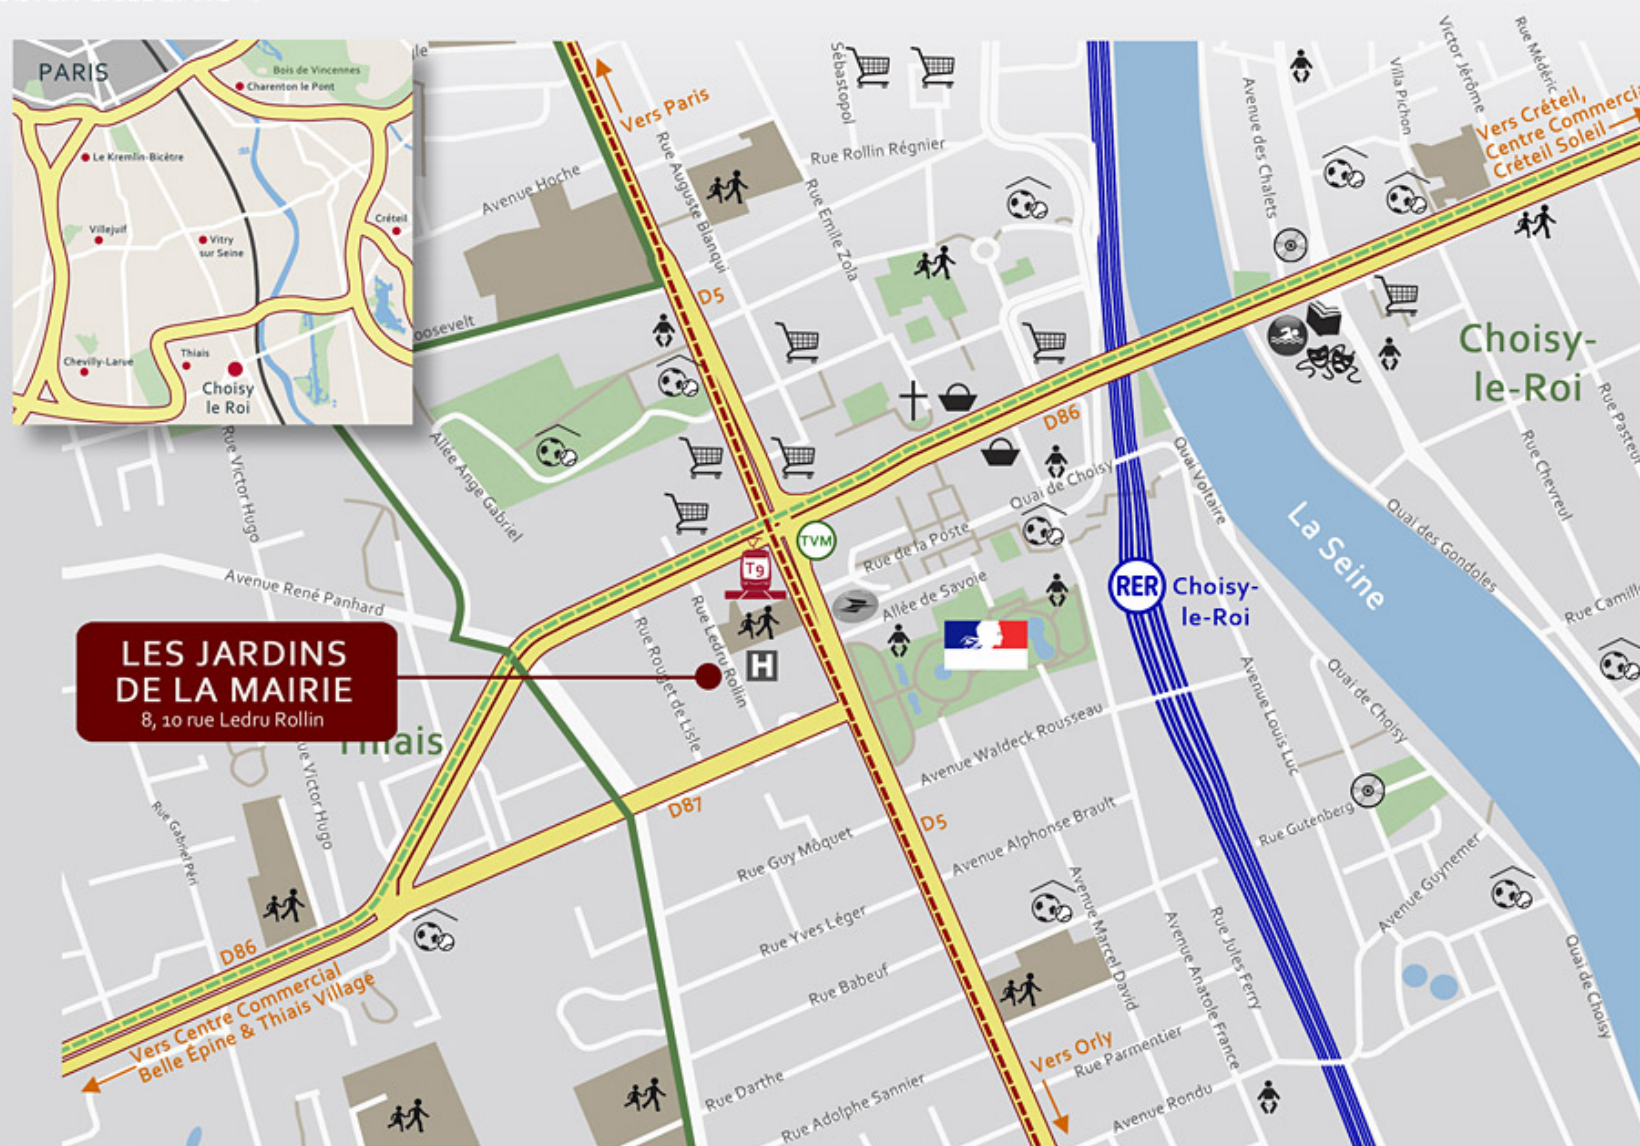 PARIS
Bois de Vincennes
Charenton le Pont
Le Kremlin-Bicêtre
Villejuif
Vitry
sur Seine
Créteil
Chevilly-Larue
Thiais
Choisy
le Roi
Vers Paris
Sébastopol
Rue Rollin Régnier
Avenue Hoche
Rue Auguste Blanqui
Rue Emile Zola
D5
Avenue des Chalets
Villa Pichon
Victor Jérôme
Rue Médéric
Vers Créteil,
Centre Commercial
Créteil Soleil
Choisy-
le-Roi
Rue Pasteur
Rue Chevreul
D86
Allée Ange Gabriel
Rue Victor Hugo
Quai de Choisy
Quai Voltaire
La Seine
Quai des Gondoles
TVM
T9
Rue de la Poste
Allée de Savoie
RER
Choisy-
le-Roi
Avenue René Panhard
LES JARDINS
DE LA MAIRIE
8, 10 rue Ledru Rollin
Thiais
Rue Ledru Rollin
Rue Rouget de Lisle
H
Avenue Waldeck Rousseau
Avenue Louis Luc
Quai de Choisy
Rue Victor Hugo
Rue Gabriel Péri
D87
D5
Rue Guy Môquet
Avenue Alphonse Brault
Rue Gutenberg
Avenue Guynemer
Rue Yves Léger
Rue Babeuf
Avenue Marcel David
Avenue Anatole France
Rue Jules Ferry
Quai de Choisy
D86
Vers Centre Commercial
Belle Épine & Thiais Village
Vers Orly
Rue Parmentier
Rue Darthe
Rue Adolphe Sannier
Avenue Rondu